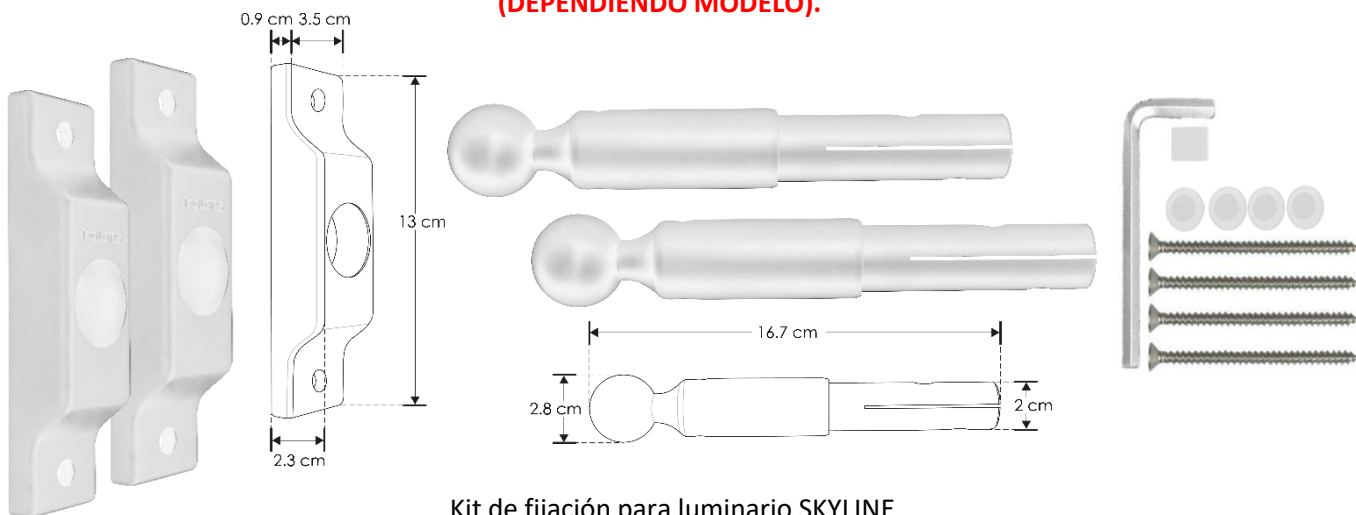 (DEPENDIENDO MODELO).
0.9 cm 3.5 cm
13 cm
2.3 cm
16.7 cm
2.8 cm
2 cm
Kit de fijación para luminario SKYLINE